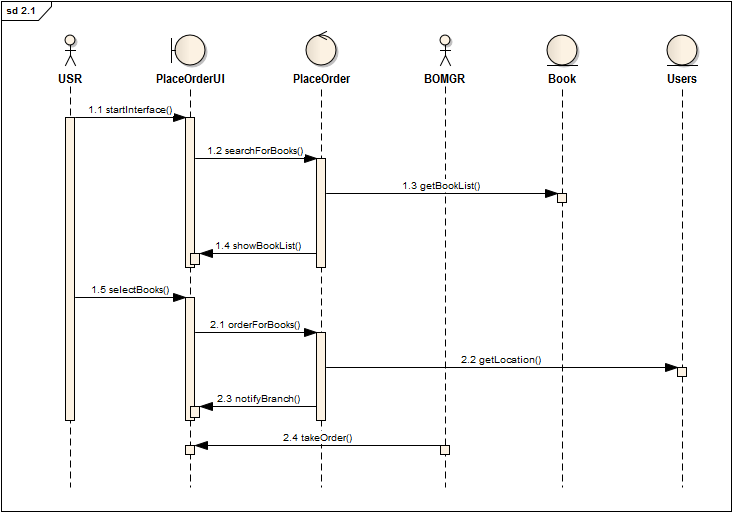 sd 2.1
USR
PlaceOrderUI
PlaceOrder
BOMGR
Book
Users
1.1 startInterface()
1.2 searchForBooks()
1.3 getBookList()
1.4 showBookList()
1.5 selectBooks()
2.1 orderForBooks()
2.2 getLocation()
2.3 notifyBranch()
2.4 takeOrder()